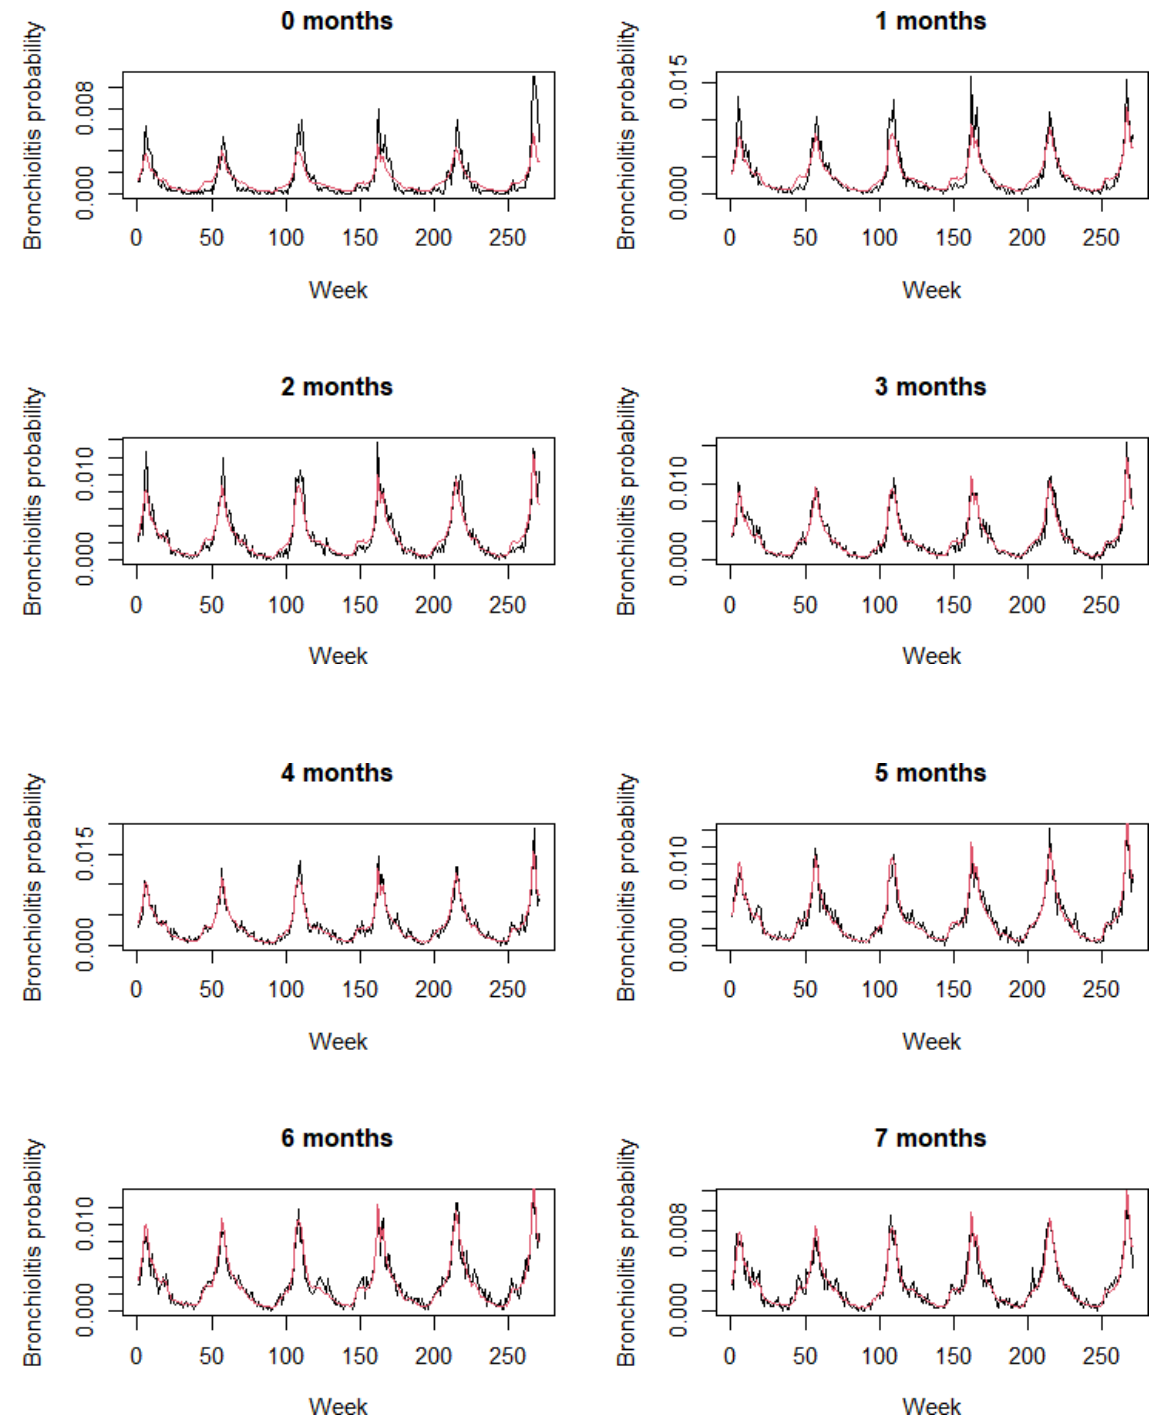 0 months
Bronchiolitis probability
0.008
0.000
0 50 100 150 200 250
Week
1 months
Bronchiolitis probability
0.015
0.000
0 50 100 150 200 250
Week
2 months
Bronchiolitis probability
0.010
0.000
0 50 100 150 200 250
Week
3 months
Bronchiolitis probability
0.010
0.000
0 50 100 150 200 250
Week
4 months
Bronchiolitis probability
0.015
0.000
0 50 100 150 200 250
Week
5 months
Bronchiolitis probability
0.010
0.000
0 50 100 150 200 250
Week
6 months
Bronchiolitis probability
0.010
0.000
0 50 100 150 200 250
Week
7 months
Bronchiolitis probability
0.008
0.000
0 50 100 150 200 250
Week